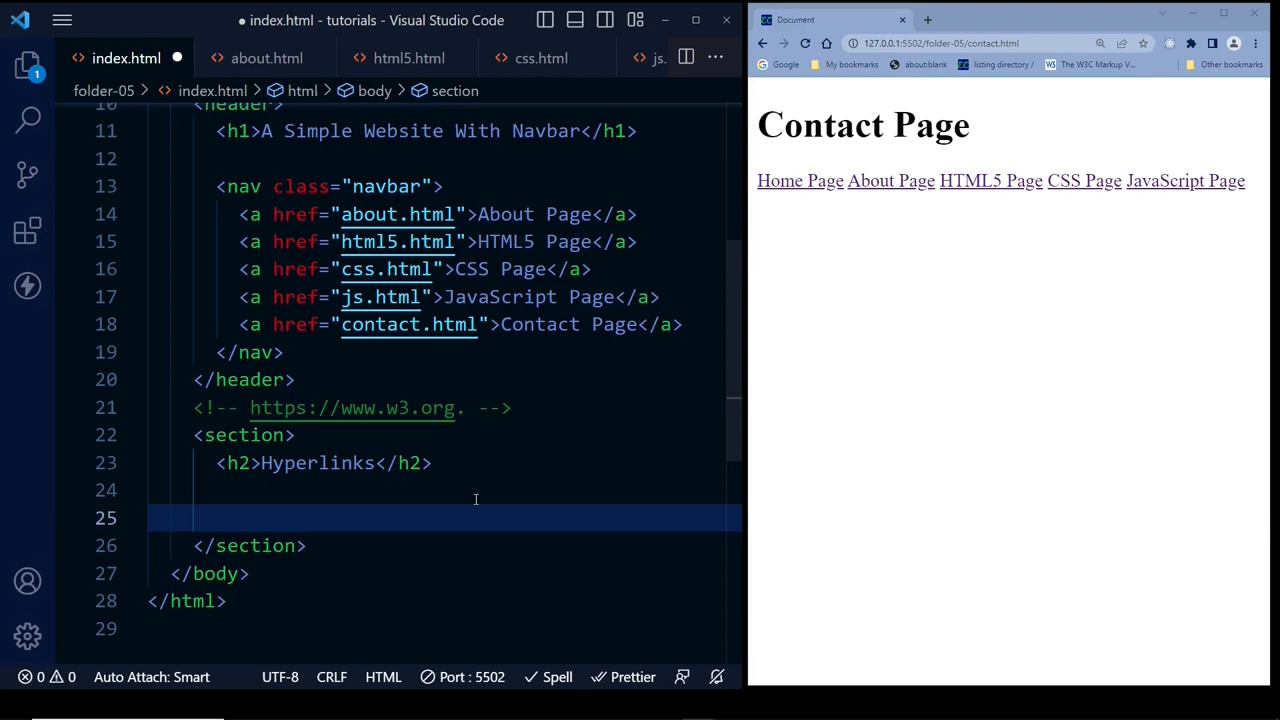 ● index.html - tutorials - Visual Studio Code
index.html ●
about.html
html5.html
css.html
js.
1
folder-05 > index.html > html > body > section
10 <header>
11 <h1>A Simple Website With Navbar</h1>
12
13 <nav class="navbar">
14 <a href="about.html">About Page</a>
15 <a href="html5.html">HTML5 Page</a>
16 <a href="css.html">CSS Page</a>
17 <a href="js.html">JavaScript Page</a>
18 <a href="contact.html">Contact Page</a>
19 </nav>
20 </header>
21 <!-- https://www.w3.org. -->
22 <section>
23 <h2>Hyperlinks</h2>
24
25
26 </section>
27 </body>
28 </html>
29
0 0 Auto Attach: Smart UTF-8 CRLF HTML Port : 5502 Spell Prettier
Document
127.0.0.1:5502/folder-05/contact.html
Google My bookmarks about:blank listing directory / The W3C Markup V... Other bookmarks
Contact Page
Home Page About Page HTML5 Page CSS Page JavaScript Page